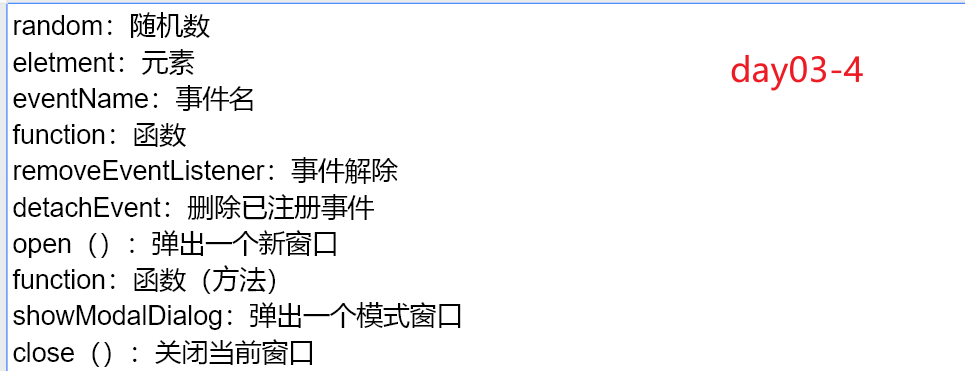 random：随机数
eletment：元素
day03-4
eventName：事件名
function：函数
removeEventListener：事件解除
detachEvent：删除已注册事件
open（）：弹出一个新窗口
function：函数（方法）
showModalDialog：弹出一个模式窗口
close（）：关闭当前窗口